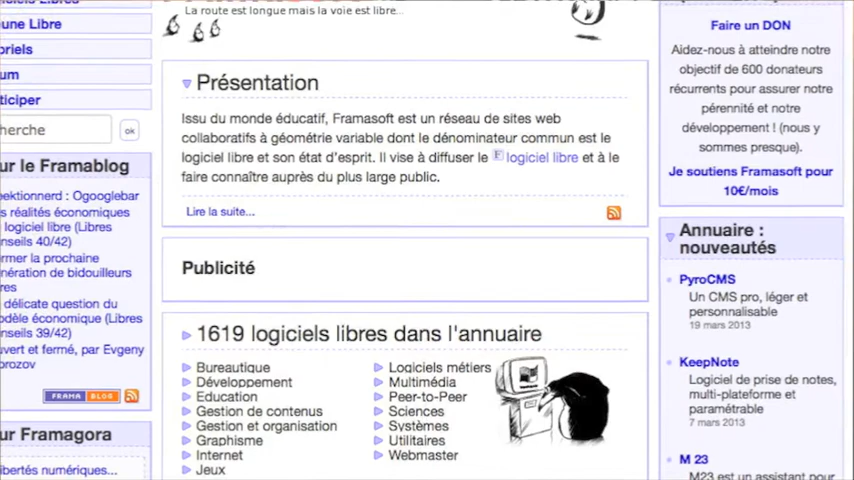 La route est longue mais la voie est libre...
une Libre
um
ticiper
herche
ok
ur le Framablog
eektionnerd : Ogooglebar
s réalités économiques
logiciel libre (Libres
nseils 40/42)
rmer la prochaine
nération de bidouilleurs
res
délicate question du
odèle économique (Libres
nseils 39/42)
uvert et fermé, par Evgeny
orozov
FRAMA BLOG
ur Framagora
ibertés numériques...
Présentation
Issu du monde éducatif, Framasoft est un réseau de sites web
collaboratifs à géométrie variable dont le dénominateur commun est le
logiciel libre et son état d'esprit. Il vise à diffuser le logiciel libre et à le
faire connaître auprès du plus large public.
Lire la suite...
Publicité
1619 logiciels libres dans l'annuaire
Bureautique
Développement
Education
Gestion de contenus
Gestion et organisation
Graphisme
Internet
Jeux
Logiciels métiers
Multimédia
Peer-to-Peer
Sciences
Systèmes
Utilitaires
Webmaster
Faire un DON
Aidez-nous à atteindre notre
objectif de 600 donateurs
récurrents pour assurer notre
pérennité et notre
développement ! (nous y
sommes presque).
Je soutiens Framasoft pour
10€/mois
Annuaire :
nouveautés
PyroCMS
Un CMS pro, léger et
personnalisable
19 mars 2013
KeepNote
Logiciel de prise de notes,
multi-plateforme et
paramétrable
7 mars 2013
M 23
M23 est un assistant pour